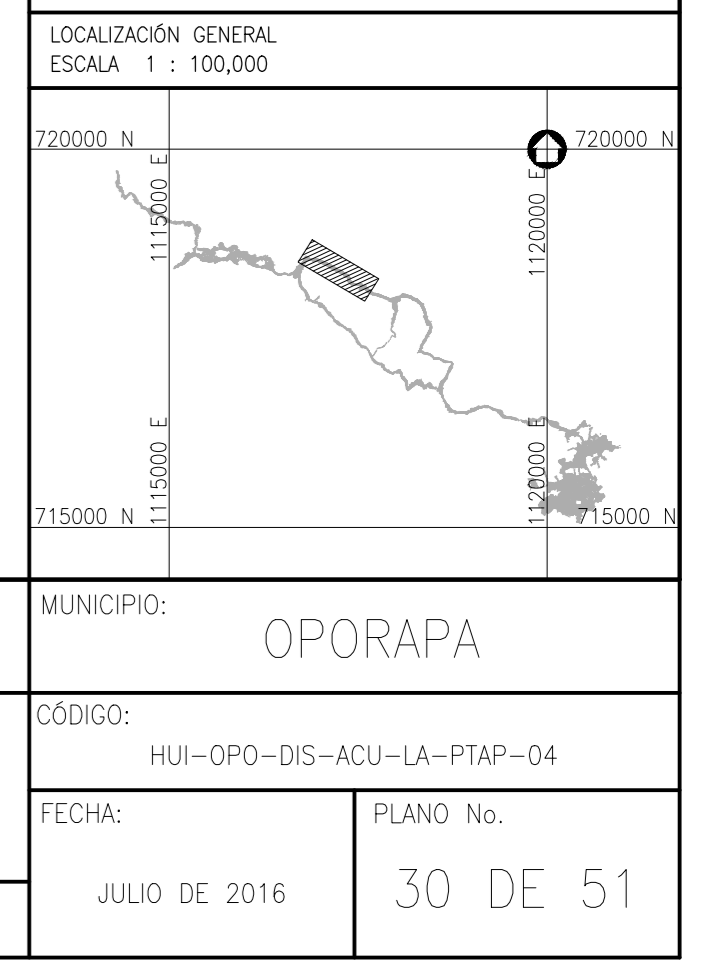 LOCALIZACIÓN GENERAL
ESCALA 1 : 100,000
720000 N
720000 N
1115000 E
1120000 E
1115000 E
1120000 E
715000 N
715000 N
MUNICIPIO:
OPORAPA
CÓDIGO:
HUI-OPO-DIS-ACU-LA-PTAP-04
FECHA:
JULIO DE 2016
PLANO No.
30 DE 51